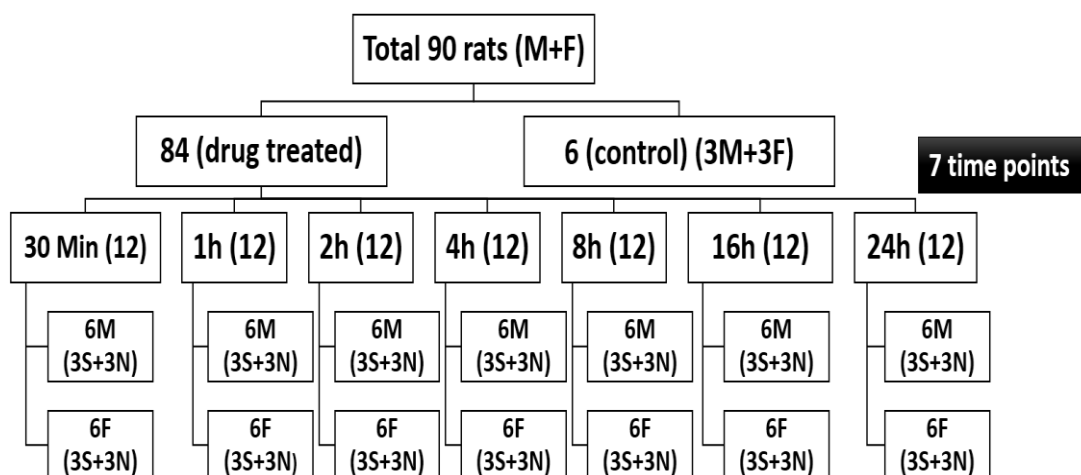 Total 90 rats (M+F)
84 (drug treated)
6 (control) (3M+3F)
7 time points
30 Min (12)
1h (12)
2h (12)
4h (12)
8h (12)
16h (12)
24h (12)
6M
(3S+3N)
6M
(3S+3N)
6M
(3S+3N)
6M
(3S+3N)
6M
(3S+3N)
6M
(3S+3N)
6M
(3S+3N)
6F
(3S+3N)
6F
(3S+3N)
6F
(3S+3N)
6F
(3S+3N)
6F
(3S+3N)
6F
(3S+3N)
6F
(3S+3N)